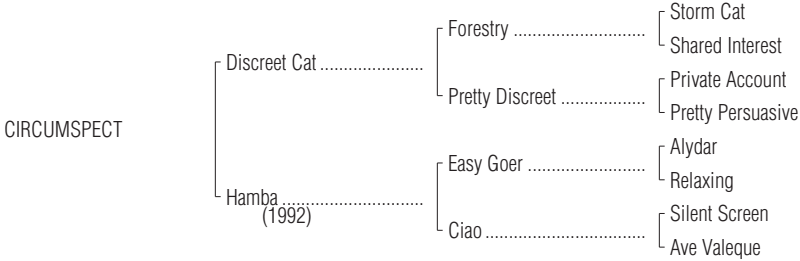 Storm Cat
Forestry ............................
Shared Interest
Discreet Cat ......................
Private Account
Pretty Discreet ..................
Pretty Persuasive
CIRCUMSPECT
Alydar
Easy Goer .........................
Relaxing
Hamba ..............................
(1992)
Silent Screen
Ciao ..................................
Ave Valeque